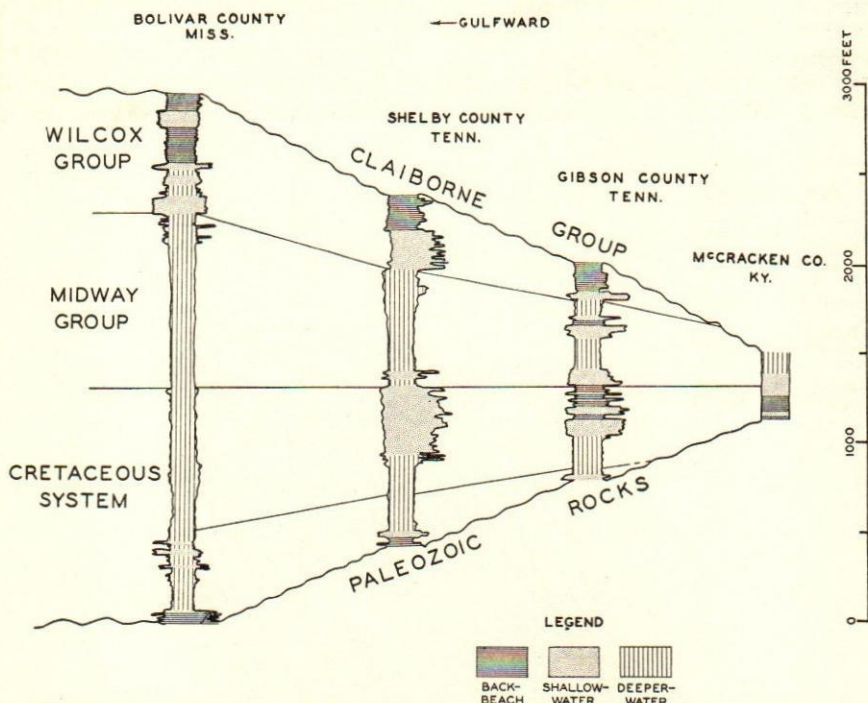 BOLIVAR COUNTY
MISS.
←GULFWARD
3000 FEET
SHELBY COUNTY
TENN.
WILCOX
GROUP
CLAIBORNE
GROUP
GIBSON COUNTY
TENN.
McCRACKEN CO.
KY.
2000
MIDWAY
GROUP
1000
CRETACEOUS
SYSTEM
PALEOZOIC
ROCKS
0
LEGEND
BACK-
BEACH
SHALLOW-
WATER
DEEPER-
WATER